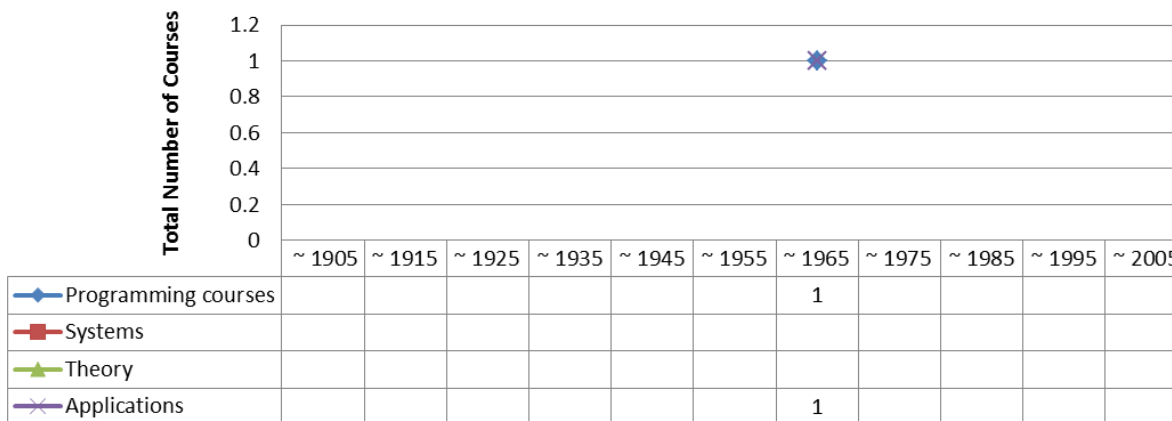 Total Number of Courses
1.2
1
0.8
0.6
0.4
0.2
0
~ 1905 ~ 1915 ~ 1925 ~ 1935 ~ 1945 ~ 1955 ~ 1965 ~ 1975 ~ 1985 ~ 1995 ~ 2005
Programming courses 1
Systems
Theory
Applications 1